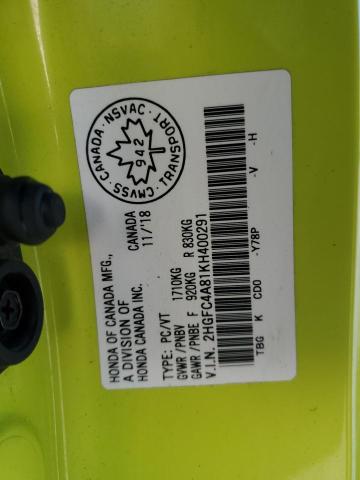 HONDA OF CANADA MFG.,
A DIVISION OF
HONDA CANADA INC.
CANADA
11/'18
CMVSS · CANADA · NSVAC · TRANSPORT
942
TYPE: PC/VT
GVWR/PNBV 1710KG
GAWR/PNBE F 920KG R 830KG
V.I.N. 2HGFC4A81KH400291
TBG K CD0 -Y78P -V -H